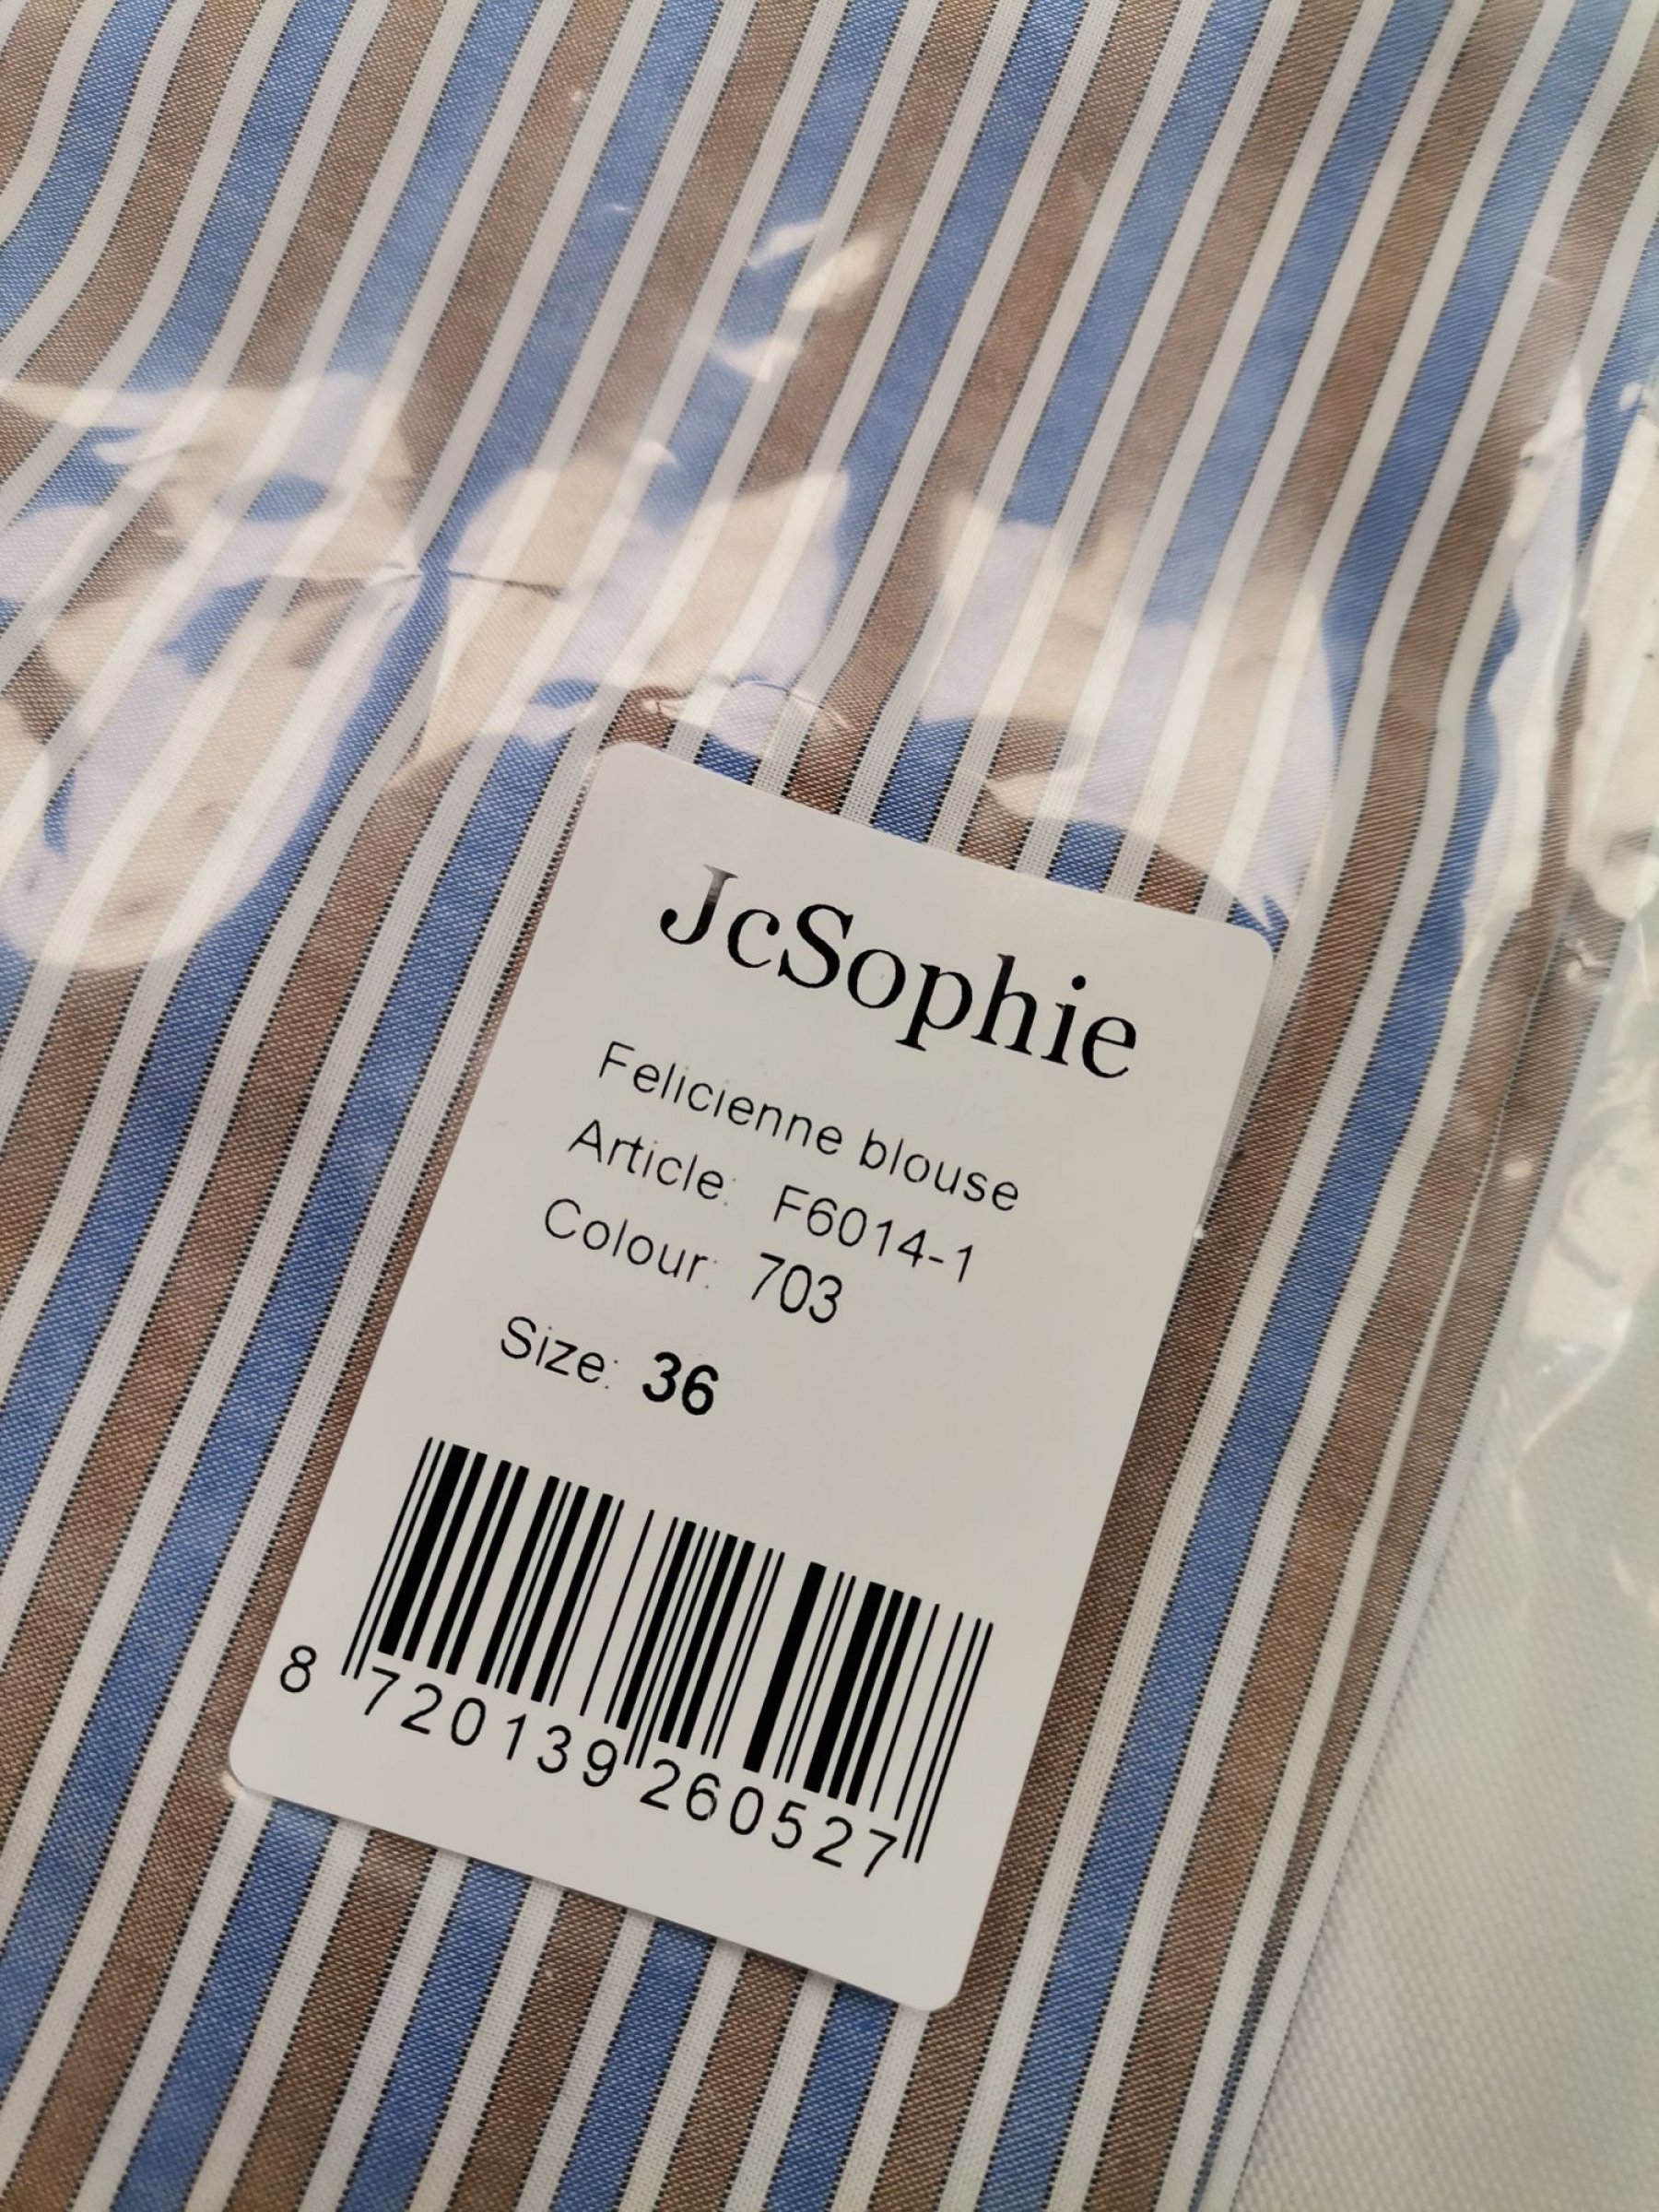 JcSophie
Felicienne blouse
Article: F6014-1
Colour: 703
Size: 36
8 720139 260527